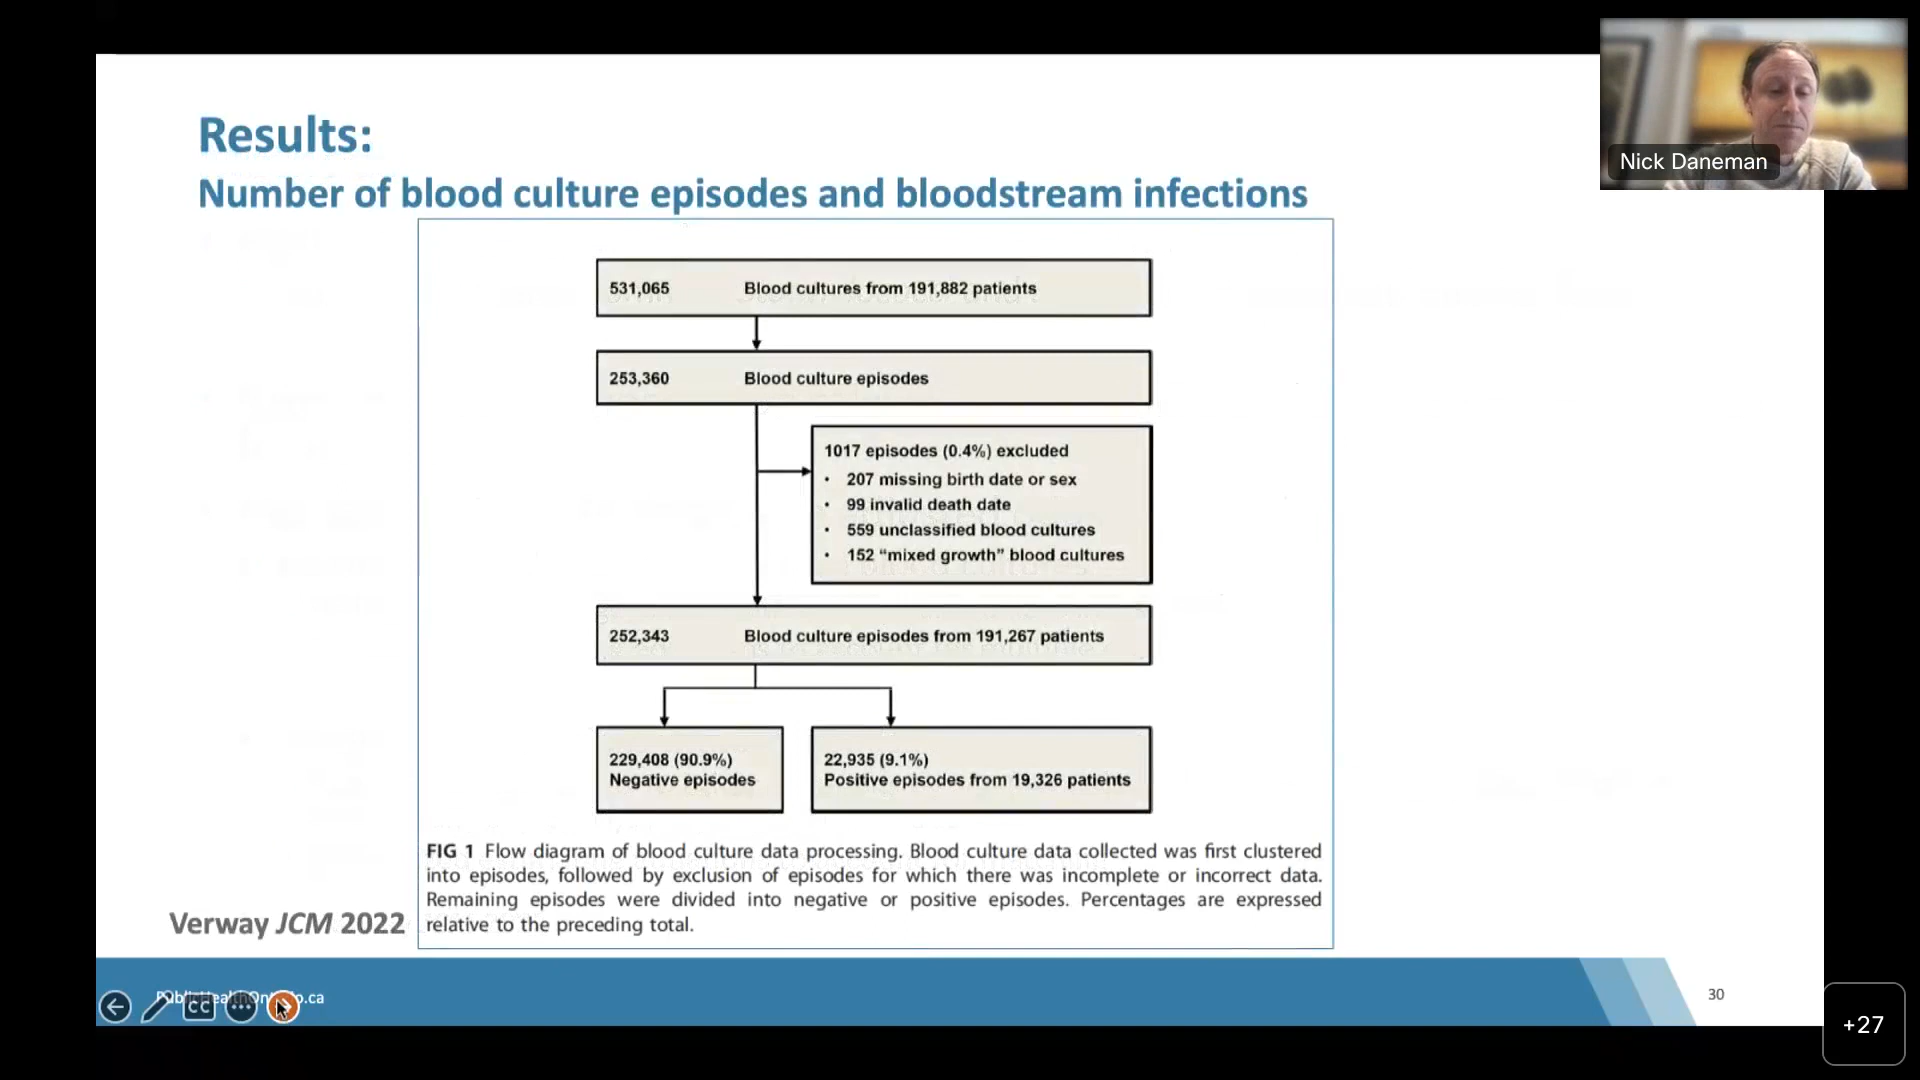 Results:
Number of blood culture episodes and bloodstream infections
Nick Daneman
531,065 Blood cultures from 191,882 patients
253,360 Blood culture episodes
1017 episodes (0.4%) excluded
• 207 missing birth date or sex
• 99 invalid death date
• 559 unclassified blood cultures
• 152 “mixed growth” blood cultures
252,343 Blood culture episodes from 191,267 patients
229,408 (90.9%)
Negative episodes
22,935 (9.1%)
Positive episodes from 19,326 patients
FIG 1 Flow diagram of blood culture data processing. Blood culture data collected was first clustered
into episodes, followed by exclusion of episodes for which there was incomplete or incorrect data.
Remaining episodes were divided into negative or positive episodes. Percentages are expressed
relative to the preceding total.
Verway JCM 2022
CC
30
+27